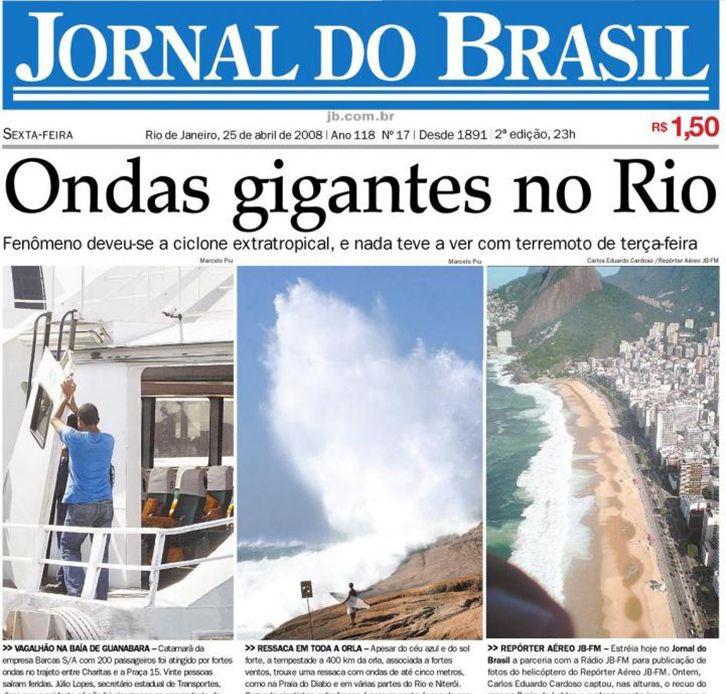 JORNAL DO BRASIL
jb.com.br
SEXTA-FEIRA
Rio de Janeiro, 25 de abril de 2008 | Ano 118 Nº 17 | Desde 1891 | 2ª edição, 23h
R$ 1,50
Ondas gigantes no Rio
Fenômeno deveu-se a ciclone extratropical, e nada teve a ver com terremoto de terça-feira
Marcelo Piu
Marcelo Piu
Carlos Eduardo Cardoso /Repórter Aéreo JB-FM
>> VAGALHÃO NA BAÍA DE GUANABARA – Catamarã da
empresa Barcas S/A com 200 passageiros foi atingido por fortes
ondas no trajeto entre Charitas e a Praça 15. Vinte pessoas
saíram feridas. Júlio Lopes, secretário estadual de Transportes,
>> RESSACA EM TODA A ORLA – Apesar do céu azul e do sol
forte, a tempestade a 400 km da orla, associada a fortes
ventos, trouxe uma ressaca com ondas de até cinco metros,
como na Praia do Diabo e em várias partes do Rio e Niterói.
>> REPÓRTER AÉREO JB-FM – Estréia hoje no Jornal do
Brasil a parceria com a Rádio JB-FM para publicação de
fotos do helicóptero do Repórter Aéreo JB-FM. Ontem,
Carlos Eduardo Cardoso captou, nas alturas, o recuo do